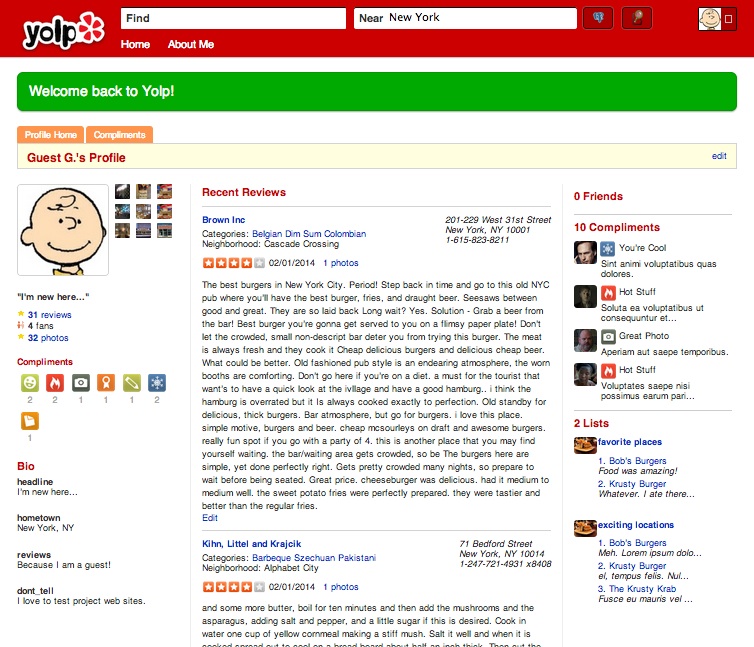 yolp
Find
Near New York
Home About Me
Welcome back to Yolp!
Profile Home Compliments
Guest G.'s Profile
edit
"I'm new here..."
31 reviews
4 fans
32 photos
Compliments
2 2 1 1 1 2
1
Bio
headline
I'm new here...
hometown
New York, NY
reviews
Because I am a guest!
dont_tell
I love to test project web sites.
Recent Reviews
Brown Inc
Categories: Belgian Dim Sum Colombian
Neighborhood: Cascade Crossing
201-229 West 31st Street
New York, NY 10001
1-615-823-8211
02/01/2014 1 photos
The best burgers in New York City. Period! Step back in time and go to this old NYC
pub where you'll have the best burger, fries, and draught beer. Seesaws between
good and great. They are so laid back Long wait? Yes. Solution - Grab a beer from
the bar! Best burger you're gonna get served to you on a flimsy paper plate! Don't
let the crowded, small non-descript bar deter you from trying this burger. The meat
is always fresh and they cook it Cheap delicious burgers and delicious cheap beer.
What could be better. Old fashioned pub style is an endearing atmosphere, the worn
booths are comforting. Don't go here if you're on a diet. a must for the tourist that
want's to have a quick look at the ivllage and have a good hamburg.. i think the
hamburg is overrated but it Is always cooked exactly to perfection. Old standby for
delicious, thick burgers. Bar atmosphere, but go for burgers. i love this place.
simple motive, burgers and beer. cheap mcsourleys on draft and awesome burgers.
really fun spot if you go with a party of 4. this is another place that you may find
yourself waiting. the bar/waiting area gets crowded, so be The burgers here are
simple, yet done perfectly right. Gets pretty crowded many nights, so prepare to
wait before being seated. Great price. cheeseburger was delicious. had it medium to
medium well. the sweet potato fries were perfectly prepared. they were tastier and
better than the regular fries.
Edit
Kihn, Littel and Krajcik
Categories: Barbeque Szechuan Pakistani
Neighborhood: Alphabet City
71 Bedford Street
New York, NY 10014
1-247-721-4931 x8408
02/01/2014 1 photos
and some more butter, boil for ten minutes and then add the mushrooms and the
asparagus, adding salt and pepper, and a little sugar if this is desired. Cook in
water one cup of yellow cornmeal making a stiff mush. Salt it well and when it is
cooked spread out to cool on a bread board about half an inch thick. Then cut the
0 Friends
10 Compliments
You're Cool
Sint animi voluptatibus quas
dolores.
Hot Stuff
Soluta ea voluptatibus ut
consequuntur et...
Great Photo
Aperiam aut saepe temporibus.
Hot Stuff
Voluptates saepe nisi
possimus earum pari...
2 Lists
favorite places
1. Bob's Burgers
Food was amazing!
2. Krusty Burger
Whatever. I ate there...
exciting locations
1. Bob's Burgers
Meh. Lorem ipsum dolo...
2. Krusty Burger
el, tempus felis. Nul...
3. The Krusty Krab
Fusce eu mauris vel ...